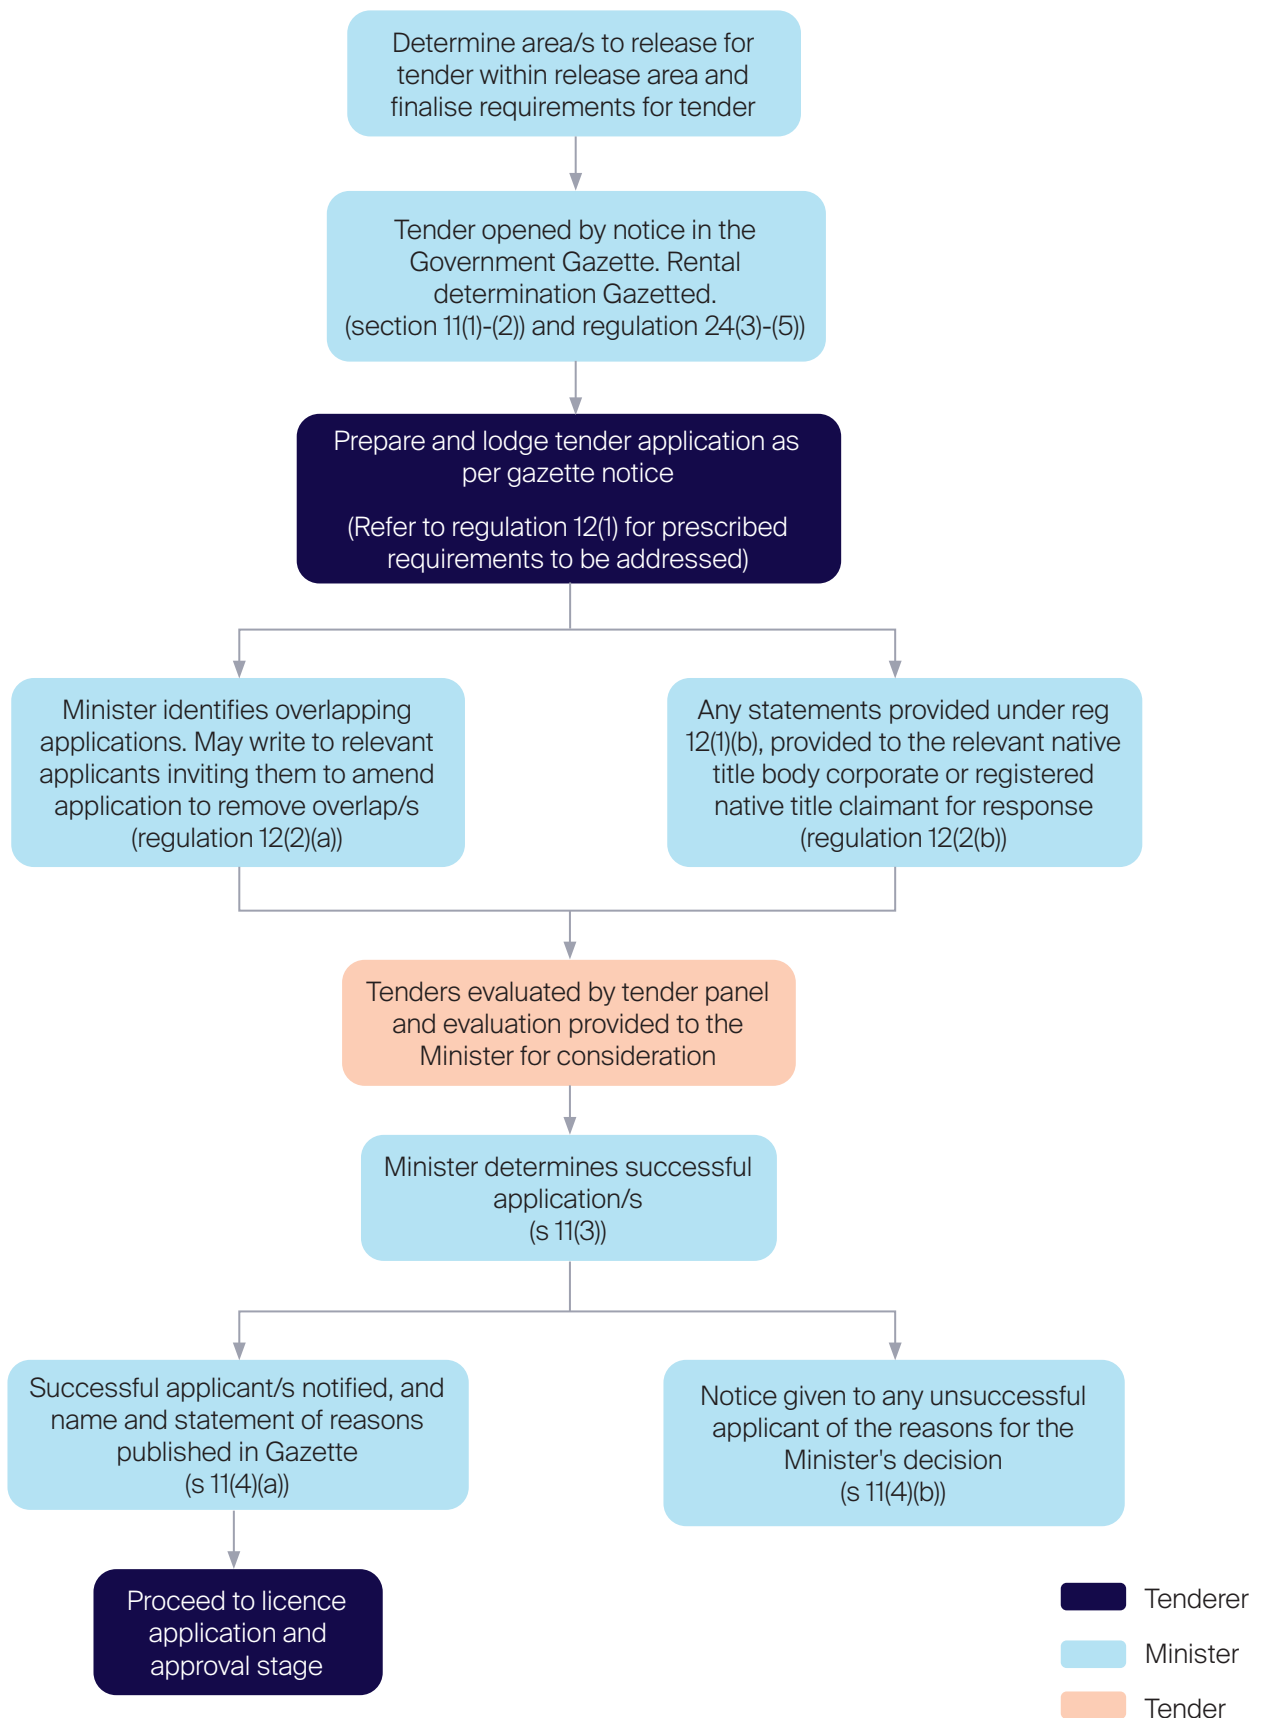 Determine area/s to release for
tender within release area and
finalise requirements for tender
Tender opened by notice in the
Government Gazette. Rental
determination Gazetted.
(section 11(1)-(2)) and regulation 24(3)-(5))
Prepare and lodge tender application as
per gazette notice
(Refer to regulation 12(1) for prescribed
requirements to be addressed)
Minister identifies overlapping
applications. May write to relevant
applicants inviting them to amend
application to remove overlap/s
(regulation 12(2)(a))
Any statements provided under reg
12(1)(b), provided to the relevant native
title body corporate or registered
native title claimant for response
(regulation 12(2(b))
Tenders evaluated by tender panel
and evaluation provided to the
Minister for consideration
Minister determines successful
application/s
(s 11(3))
Successful applicant/s notified, and
name and statement of reasons
published in Gazette
(s 11(4)(a))
Notice given to any unsuccessful
applicant of the reasons for the
Minister's decision
(s 11(4)(b))
Proceed to licence
application and
approval stage
Tenderer
Minister
Tender